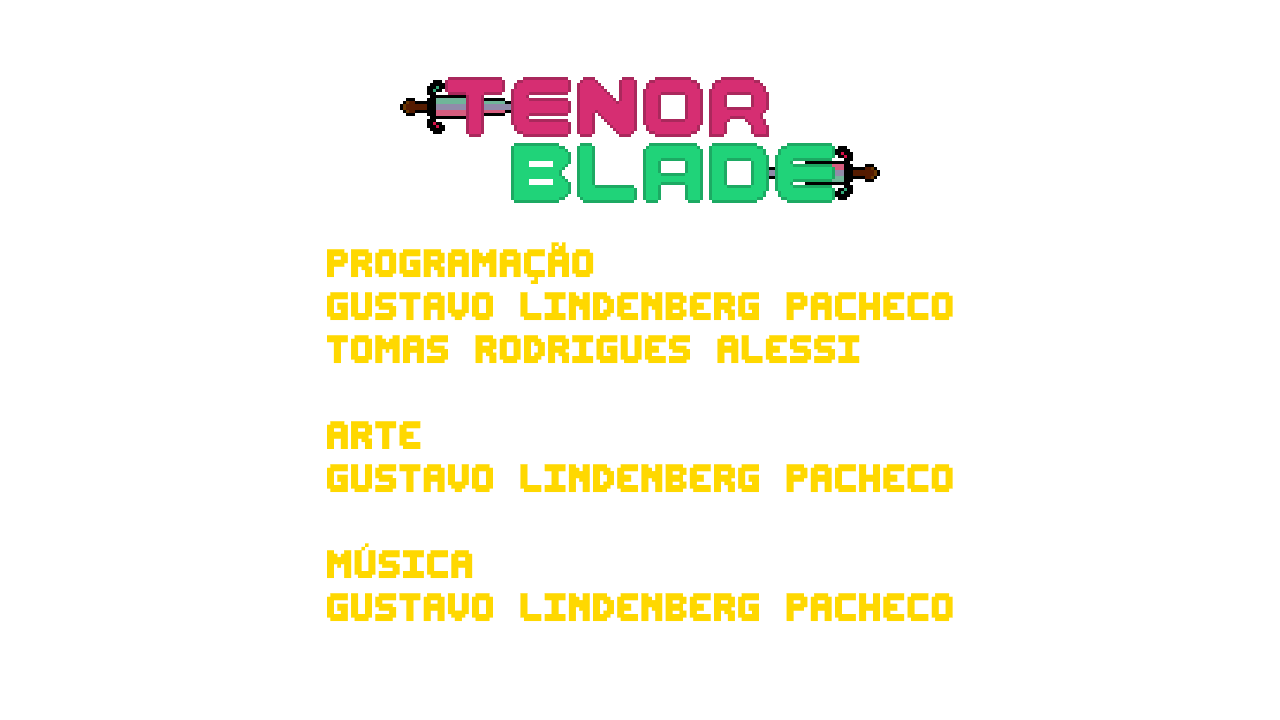 TENOR
BLADE
PROGRAMAÇÃO
GUSTAVO LINDENBERG PACHECO
TOMAS RODRIGUES ALESSI
ARTE
GUSTAVO LINDENBERG PACHECO
MÚSICA
GUSTAVO LINDENBERG PACHECO